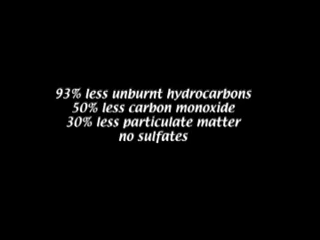 93% less unburnt hydrocarbons
50% less carbon monoxide
30% less particulate matter
no sulfates